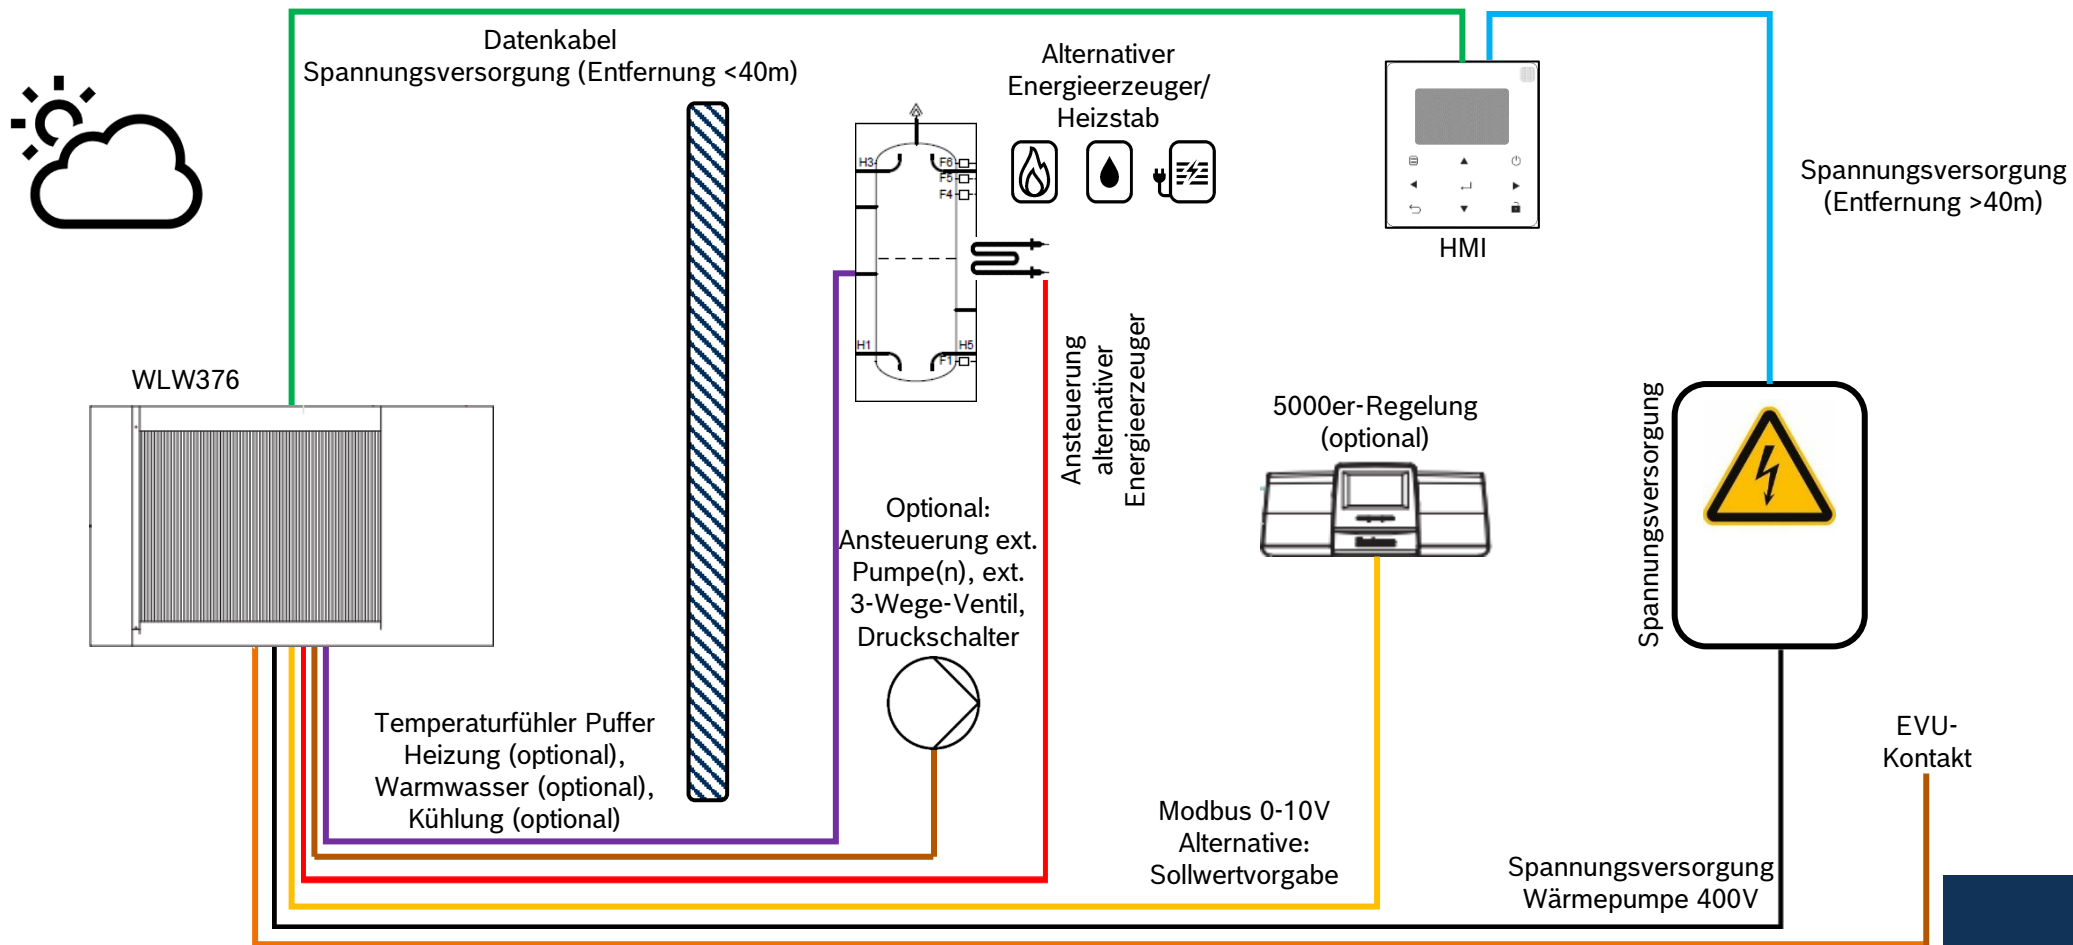 Datenkabel
Spannungsversorgung (Entfernung <40m)
Alternativer
Energieerzeuger/
Heizstab
HMI
Spannungsversorgung
(Entfernung >40m)
H3
F6
F5
F4
H1
H5
F1
WLW376
Ansteuerung
alternativer
Energieerzeuger
5000er-Regelung
(optional)
Spannungsversorgung
Optional:
Ansteuerung ext.
Pumpe(n), ext.
3-Wege-Ventil,
Druckschalter
Temperaturfühler Puffer
Heizung (optional),
Warmwasser (optional),
Kühlung (optional)
Modbus 0-10V
Alternative:
Sollwertvorgabe
Spannungsversorgung
Wärmepumpe 400V
EVU-
Kontakt